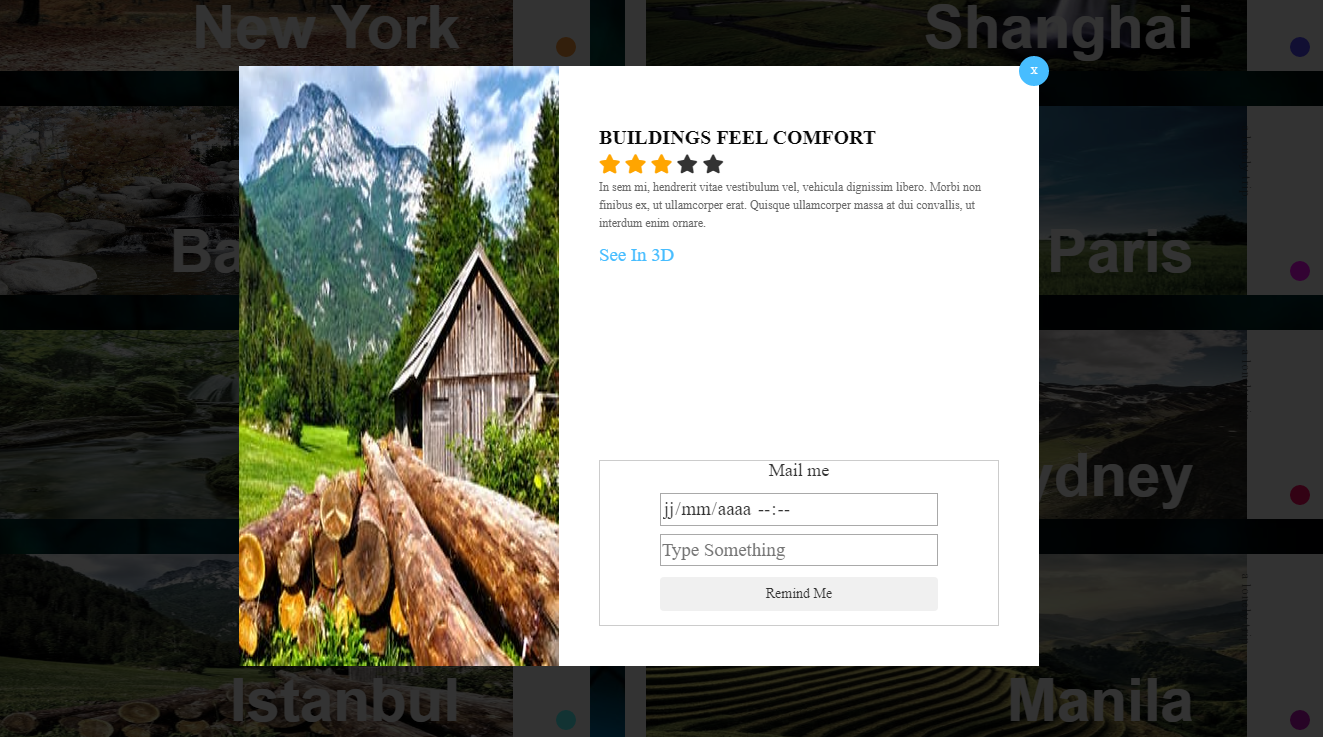 New York
Shanghai
x
BUILDINGS FEEL COMFORT
In sem mi, hendrerit vitae vestibulum vel, vehicula dignissim libero. Morbi non
finibus ex, ut ullamcorper erat. Quisque ullamcorper massa at dui convallis, ut
interdum enim ornare.
See In 3D
Ba
Paris
Mail me
jj/mm/aaaa --:--
Type Something
Remind Me
ydney
Istanbul
Manila